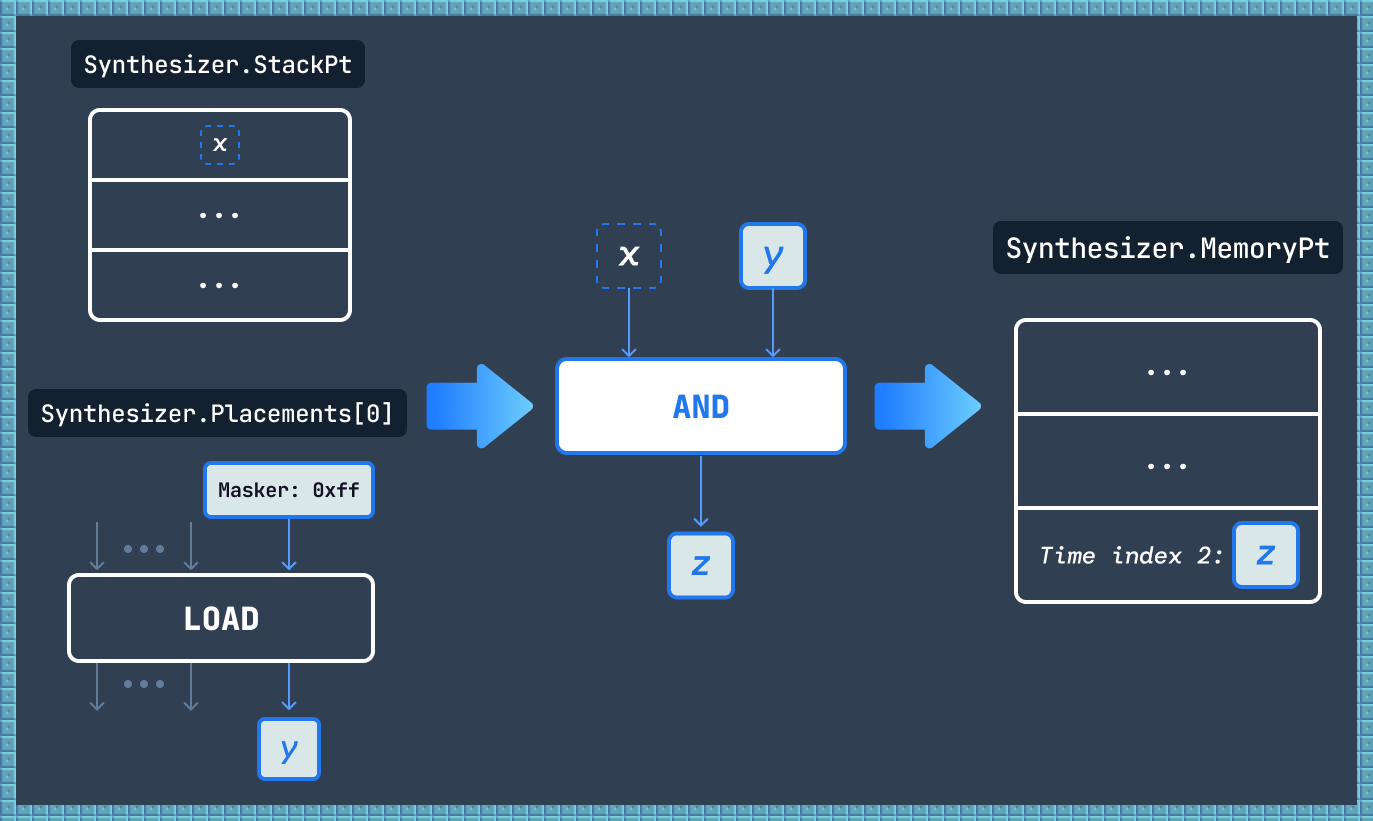 Synthesizer.StackPt
x
...
...
Synthesizer.Placements[0]
Masker: 0xff
...
LOAD
...
y
x
y
AND
z
Synthesizer.MemoryPt
...
...
Time index 2: z